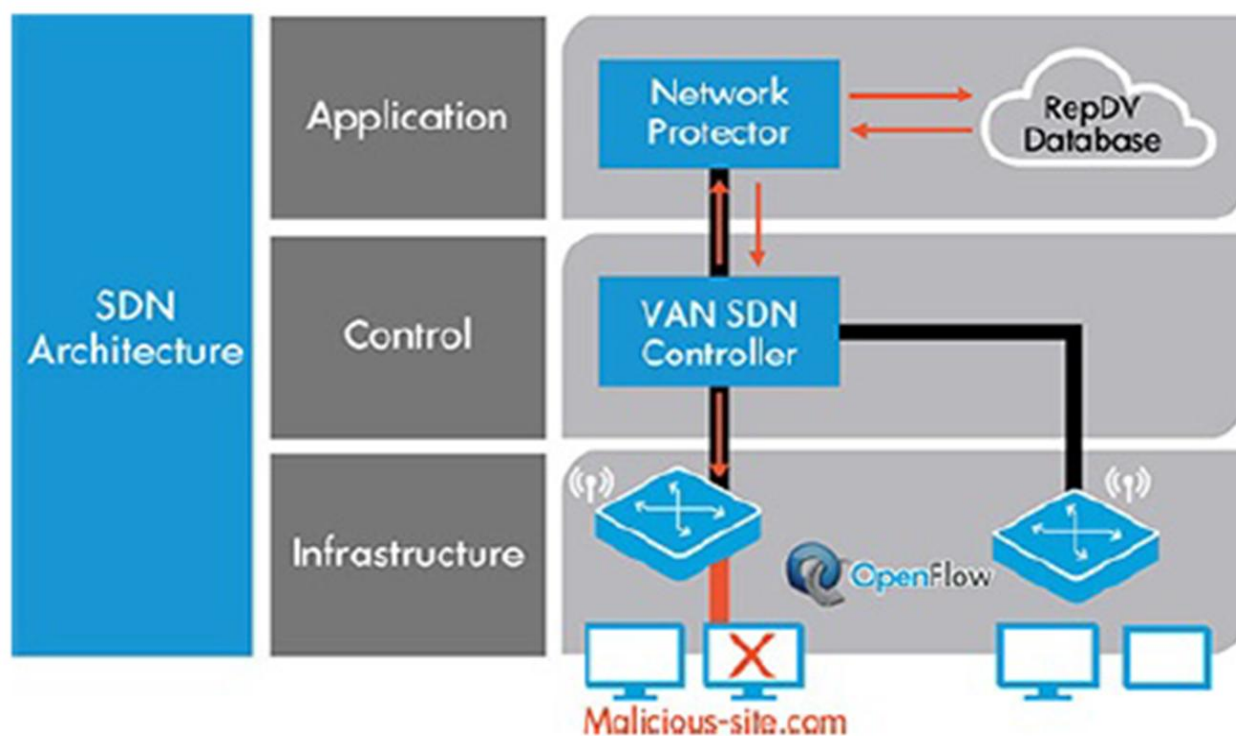 SDN
Architecture
Application
Network
Protector
RepDV
Database
Control
VAN SDN
Controller
Infrastructure
OpenFlow
X
Malicious-site.com